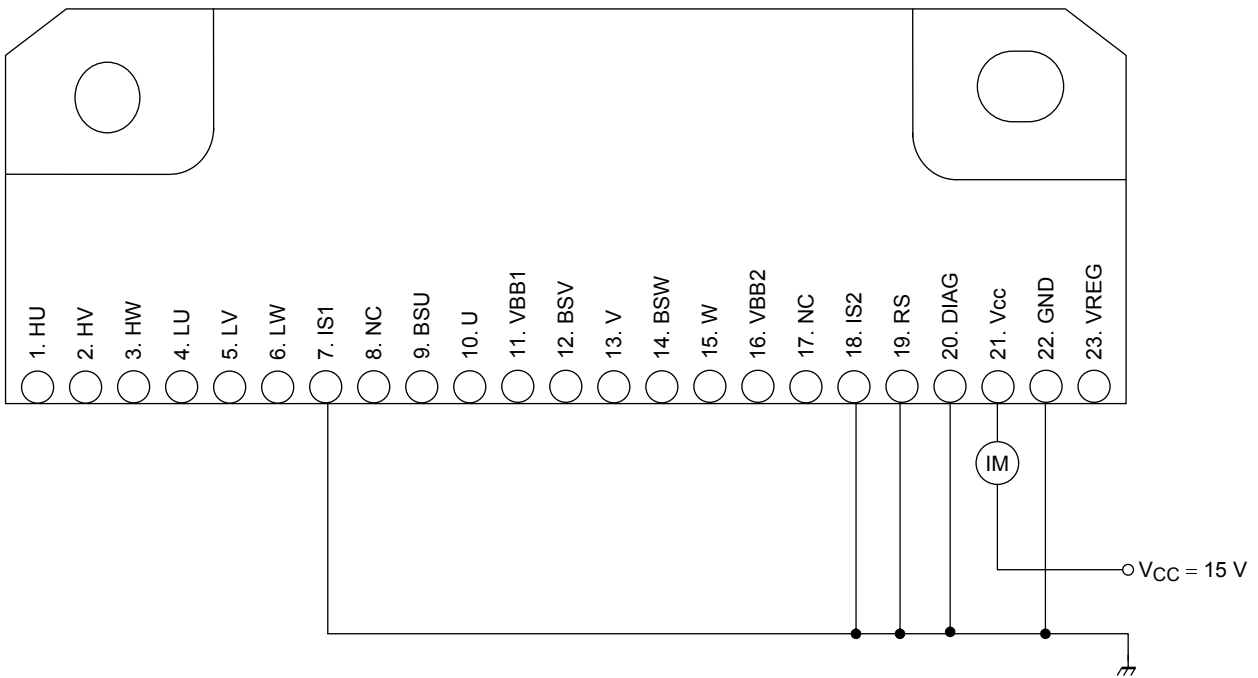 1. HU
2. HV
3. HW
4. LU
5. LV
6. LW
7. IS1
8. NC
9. BSU
10. U
11. VBB1
12. BSV
13. V
14. BSW
15. W
16. VBB2
17. NC
18. IS2
19. RS
20. DIAG
21. Vcc
22. GND
23. VREG
IM
VCC = 15 V